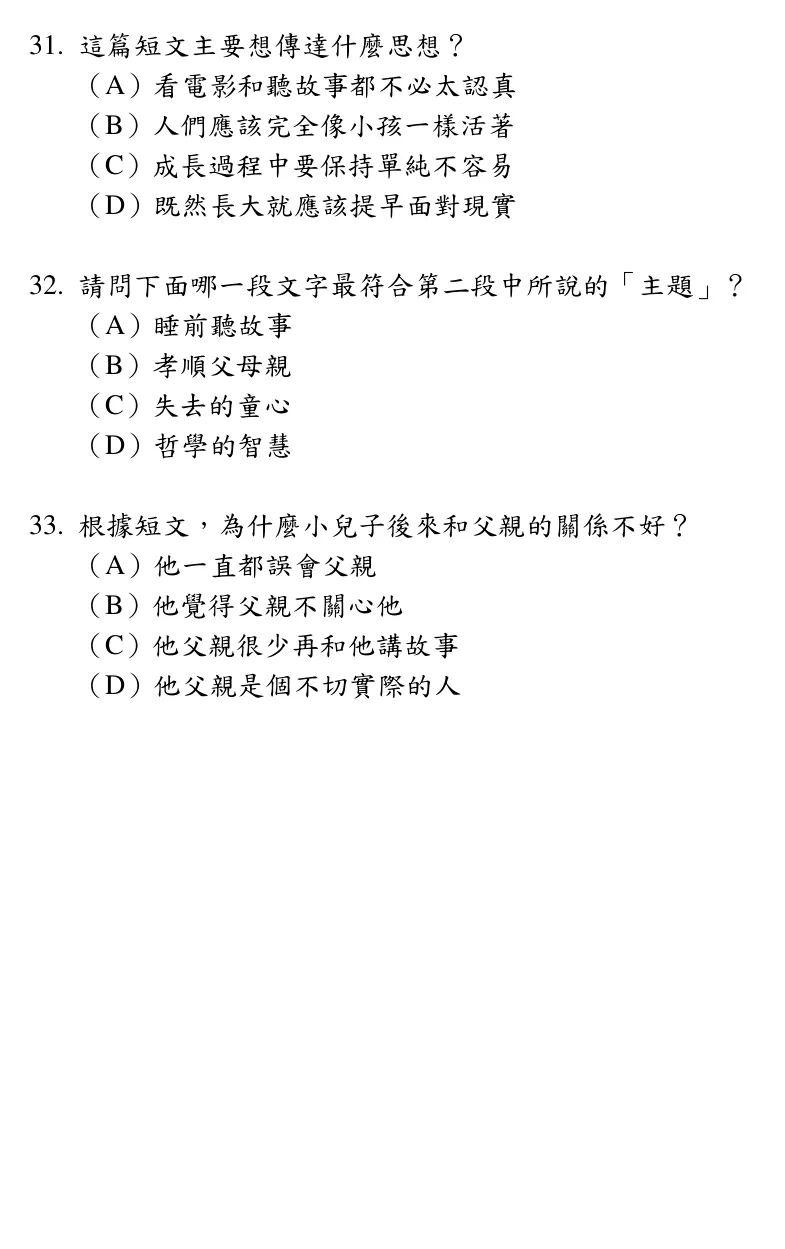 31. 這篇短文主要想傳達什麼思想？
（A）看電影和聽故事都不必太認真
（B）人們應該完全像小孩一樣活著
（C）成長過程中要保持單純不容易
（D）既然長大就應該提早面對現實
32. 請問下面哪一段文字最符合第二段中所說的「主題」？
（A）睡前聽故事
（B）孝順父母親
（C）失去的童心
（D）哲學的智慧
33. 根據短文，為什麼小兒子後來和父親的關係不好？
（A）他一直都誤會父親
（B）他覺得父親不關心他
（C）他父親很少再和他講故事
（D）他父親是個不切實際的人